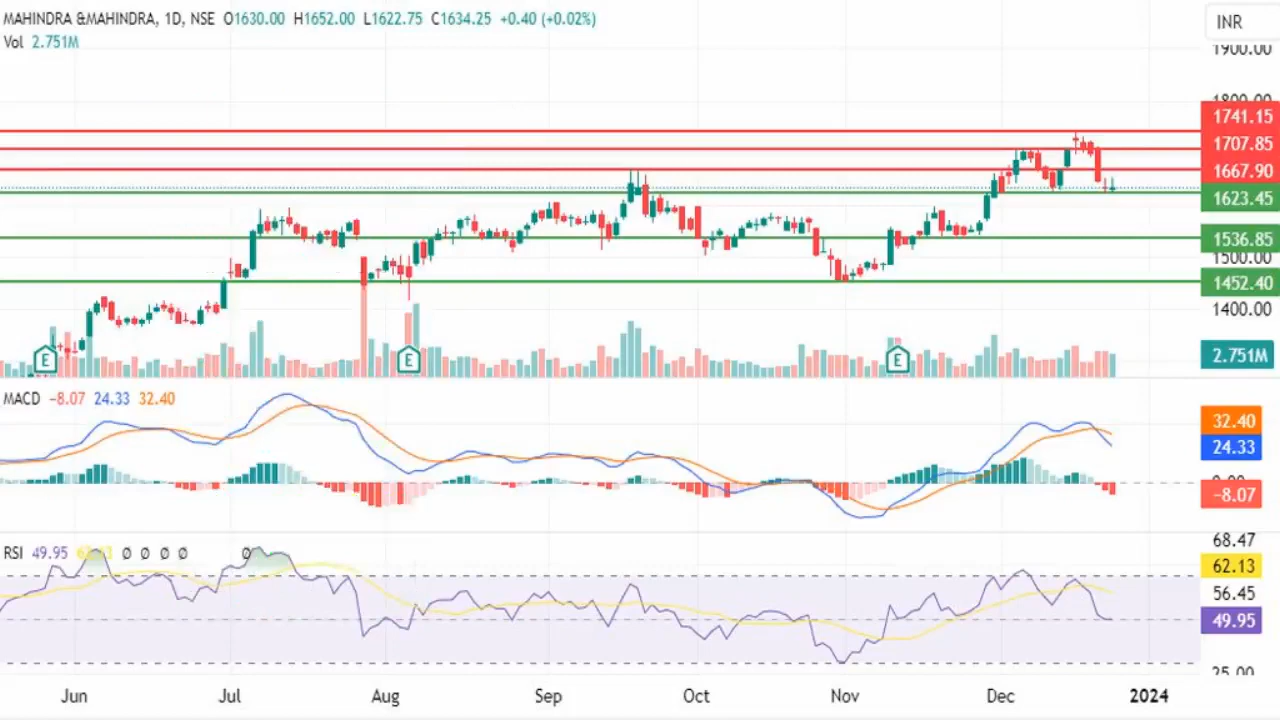 MAHINDRA &MAHINDRA, 1D, NSE O1630.00 H1652.00 L1622.75 C1634.25 +0.40 (+0.02%)
INR
Vol 2.751M
1900.00
1800.00
1741.15
1707.85
1667.90
1623.45
1536.85
1500.00
1452.40
1400.00
E E E
2.751M
MACD -8.07 24.33 32.40
32.40
24.33
0.00
-8.07
RSI 49.95 Ø Ø Ø Ø Ø
68.47
62.13
56.45
49.95
25.00
Jun Jul Aug Sep Oct Nov Dec 2024